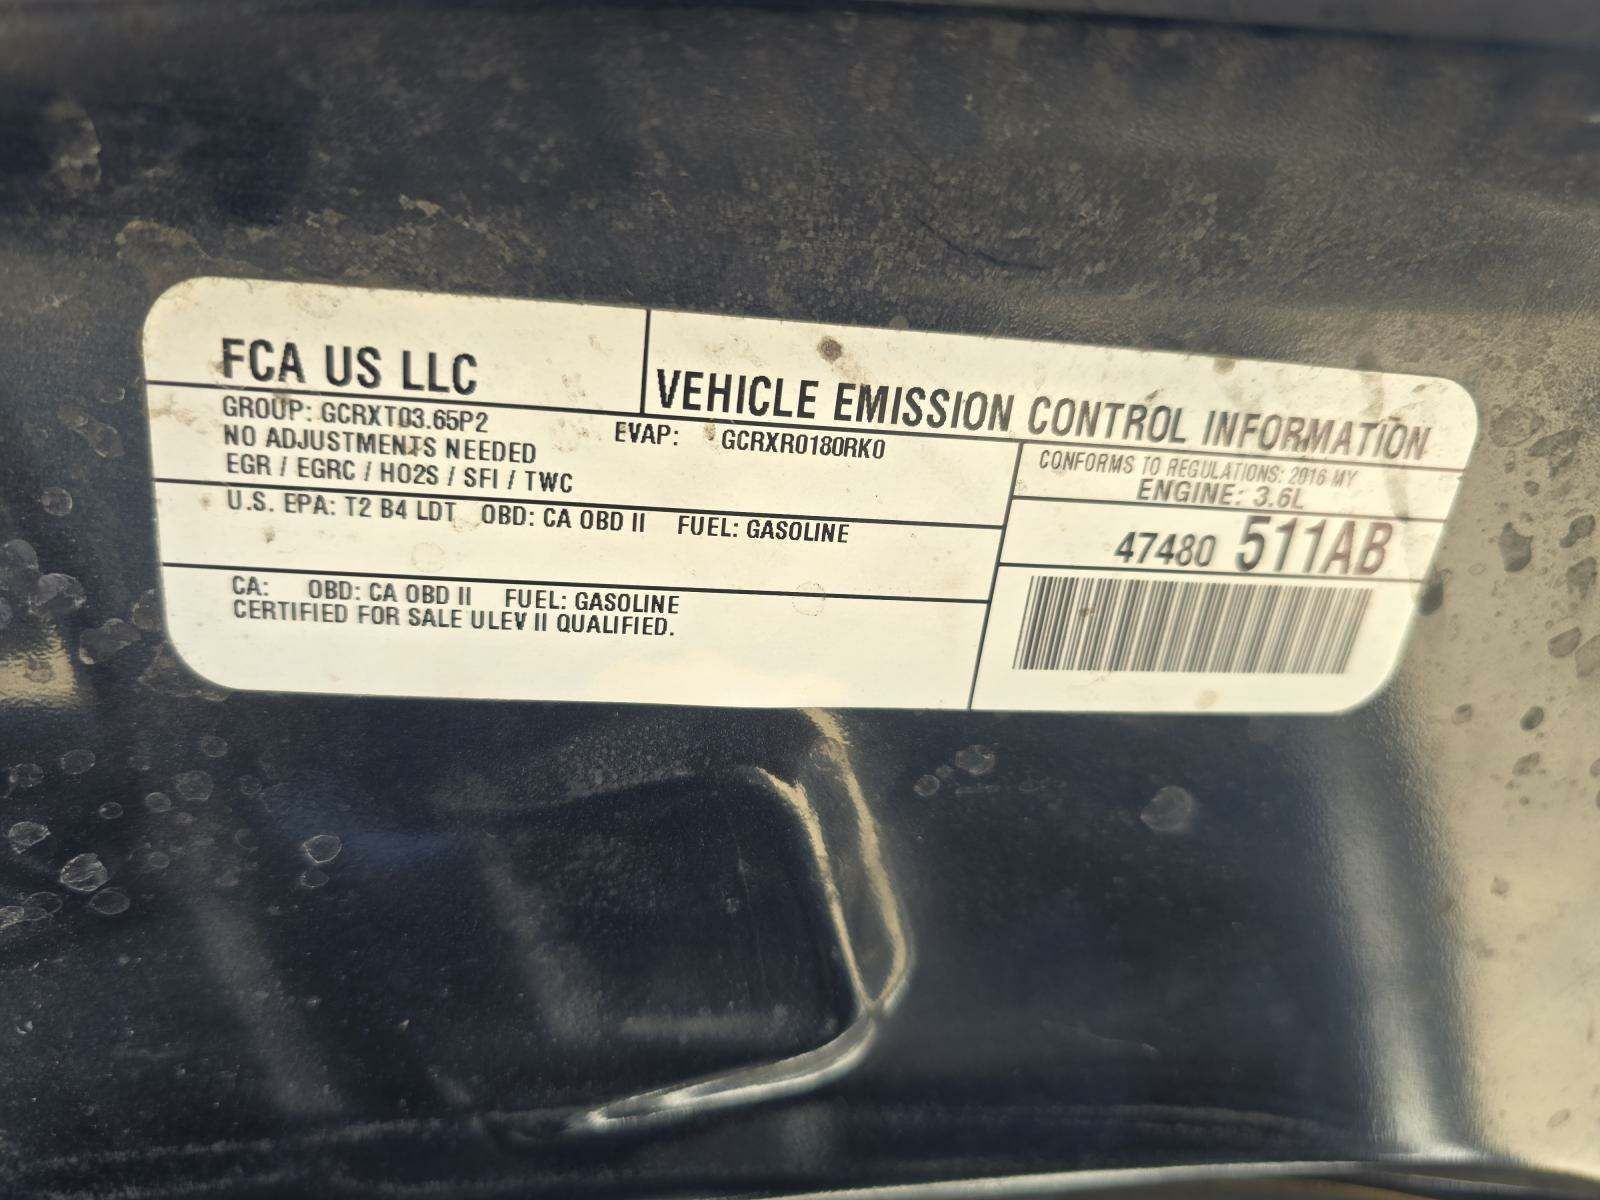 FCA US LLC
VEHICLE EMISSION CONTROL INFORMATION
GROUP: GCRXT03.65P2
EVAP: GCRXR0180RK0
NO ADJUSTMENTS NEEDED
EGR / EGRC / HO2S / SFI / TWC
CONFORMS TO REGULATIONS: 2016 MY
ENGINE: 3.6L
U.S. EPA: T2 B4 LDT OBD: CA OBD II FUEL: GASOLINE
47480 511AB
CA: OBD: CA OBD II FUEL: GASOLINE
CERTIFIED FOR SALE ULEV II QUALIFIED.